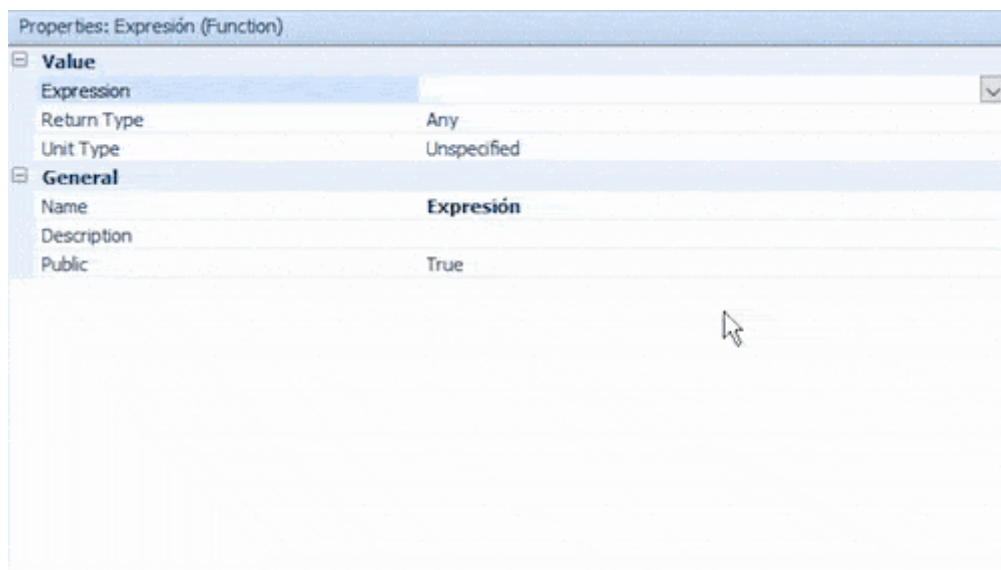 Properties: Expresión (Function)
Value
Expression
Return Type Any
Unit Type Unspecified
General
Name Expresión
Description
Public True